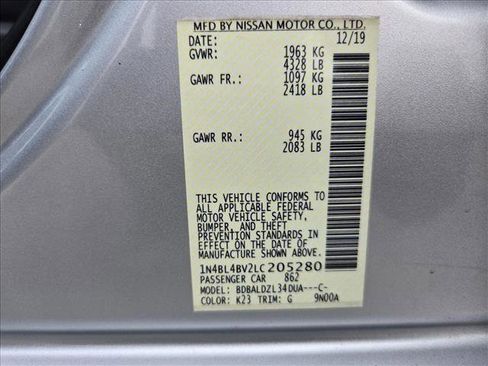 MFD BY NISSAN MOTOR CO., LTD.
DATE: 12/19
GVWR: 1963 KG
4328 LB
GAWR FR.: 1097 KG
2418 LB
GAWR RR.: 945 KG
2083 LB
THIS VEHICLE CONFORMS TO
ALL APPLICABLE FEDERAL
MOTOR VEHICLE SAFETY,
BUMPER, AND THEFT
PREVENTION STANDARDS IN
EFFECT ON THE DATE OF
MANUFACTURE SHOWN ABOVE.
1N4BL4BV2LC205280
PASSENGER CAR 862
MODEL: BDBALDZL34DUA---C-
COLOR: K23 TRIM: G 9N00A